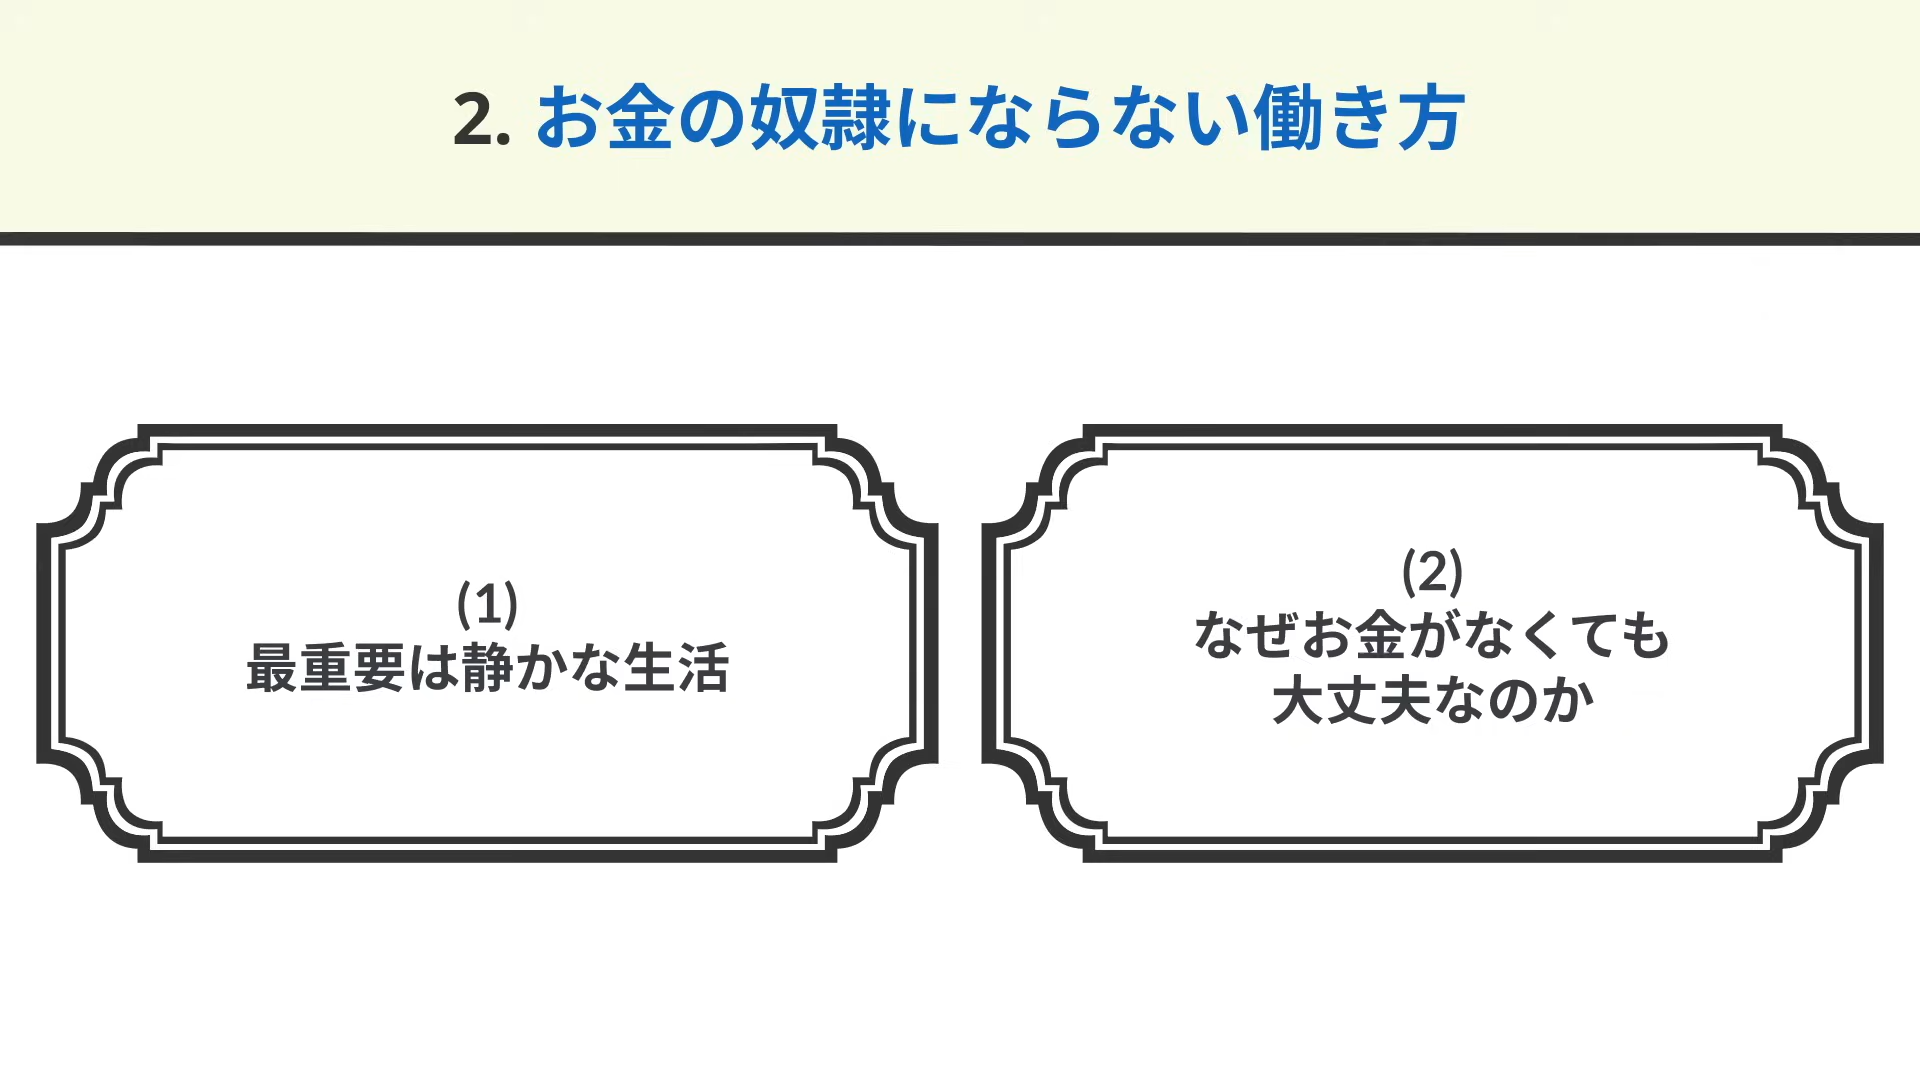 2. お金の奴隷にならない働き方
(1)
最重要は静かな生活
(2)
なぜお金がなくても
大丈夫なのか